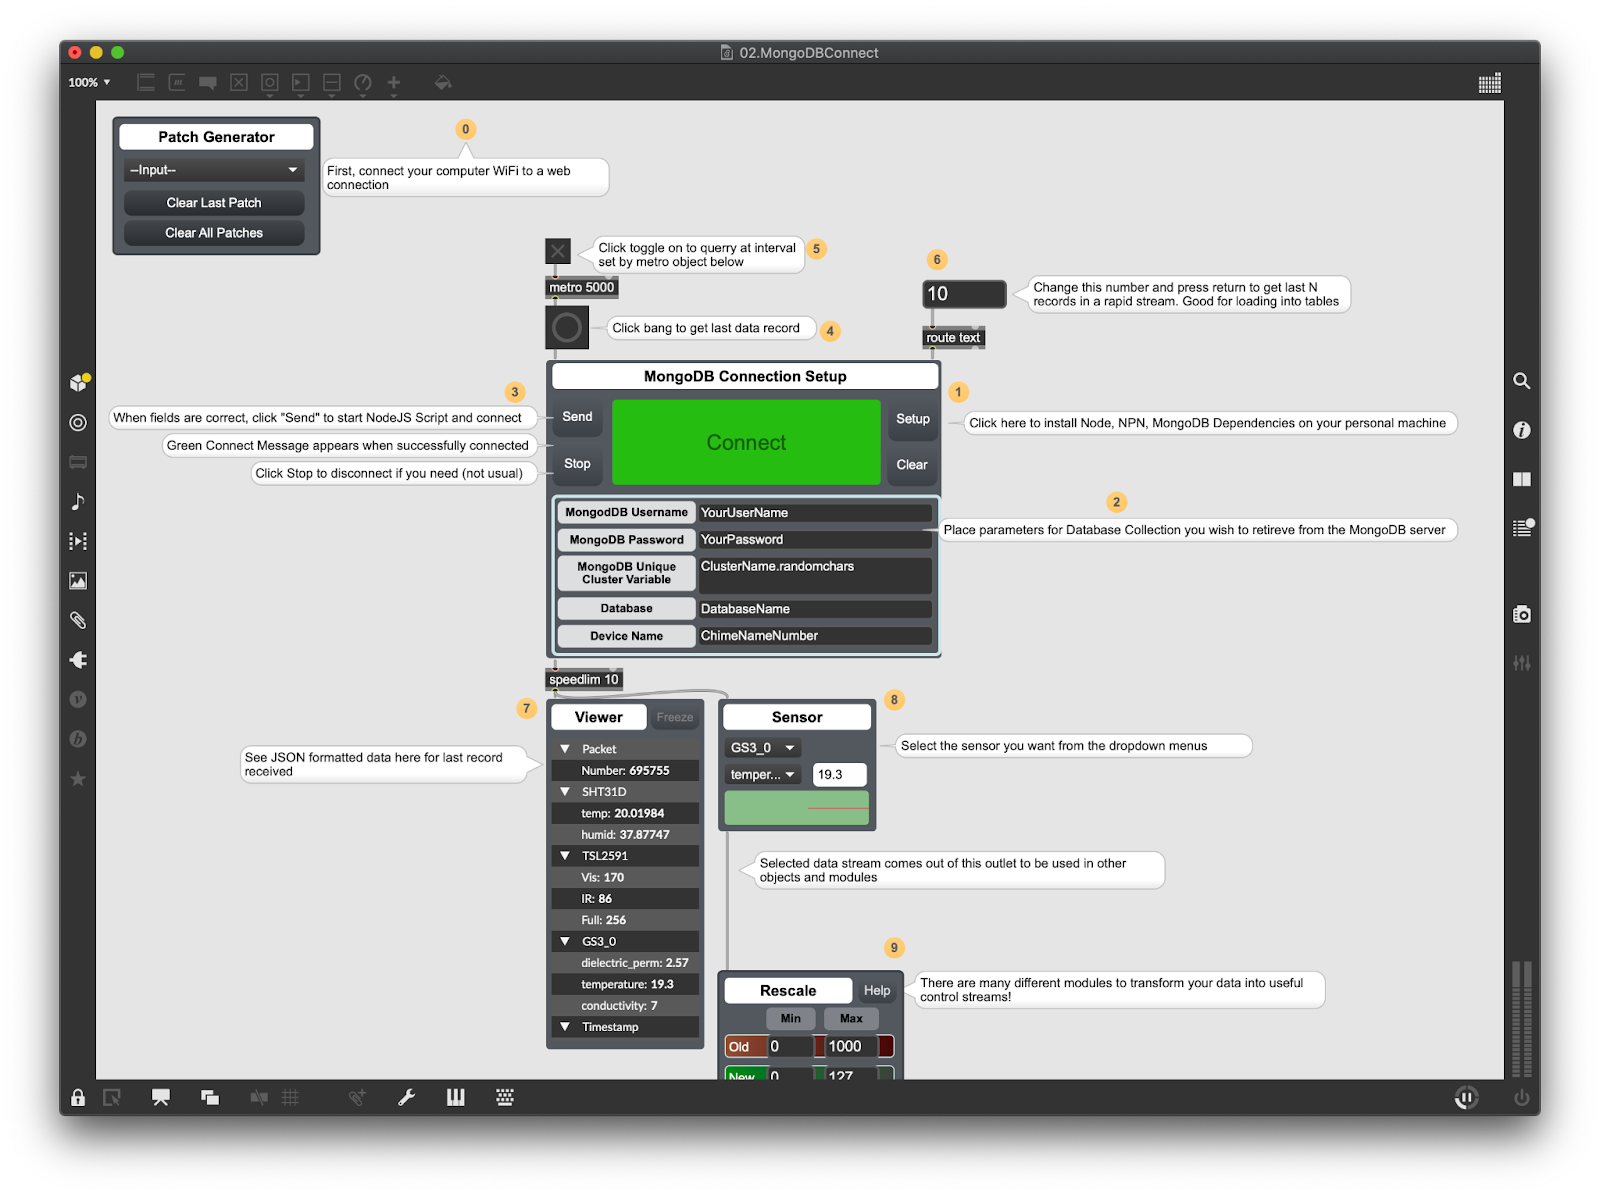 02.MongoDBConnect
100%
Patch Generator
--Input--
Clear Last Patch
Clear All Patches
0
First, connect your computer WiFi to a web
connection
Click toggle on to querry at interval
set by metro object below
5
metro 5000
Click bang to get last data record
4
6
10
Change this number and press return to get last N
records in a rapid stream. Good for loading into tables
route text
MongoDB Connection Setup
3
When fields are correct, click "Send" to start NodeJS Script and connect
Green Connect Message appears when successfully connected
Click Stop to disconnect if you need (not usual)
Send
Stop
Connect
Setup
Clear
1
Click here to install Node, NPN, MongoDB Dependencies on your personal machine
2
Place parameters for Database Collection you wish to retireve from the MongoDB server
MongodDB Username YourUserName
MongoDB Password YourPassword
MongoDB Unique
Cluster Variable
ClusterName.randomchars
Database DatabaseName
Device Name ChimeNameNumber
speedlim 10
7
See JSON formatted data here for last record
received
Viewer Freeze
Packet
Number: 695755
SHT31D
temp: 20.01984
humid: 37.87747
TSL2591
Vis: 170
IR: 86
Full: 256
GS3_0
dielectric_perm: 2.57
temperature: 19.3
conductivity: 7
Timestamp
Sensor
GS3_0
temper... 19.3
8
Select the sensor you want from the dropdown menus
Selected data stream comes out of this outlet to be used in other
objects and modules
9
There are many different modules to transform your data into useful
control streams!
Rescale Help
Min Max
Old 0 1000
New 0 127